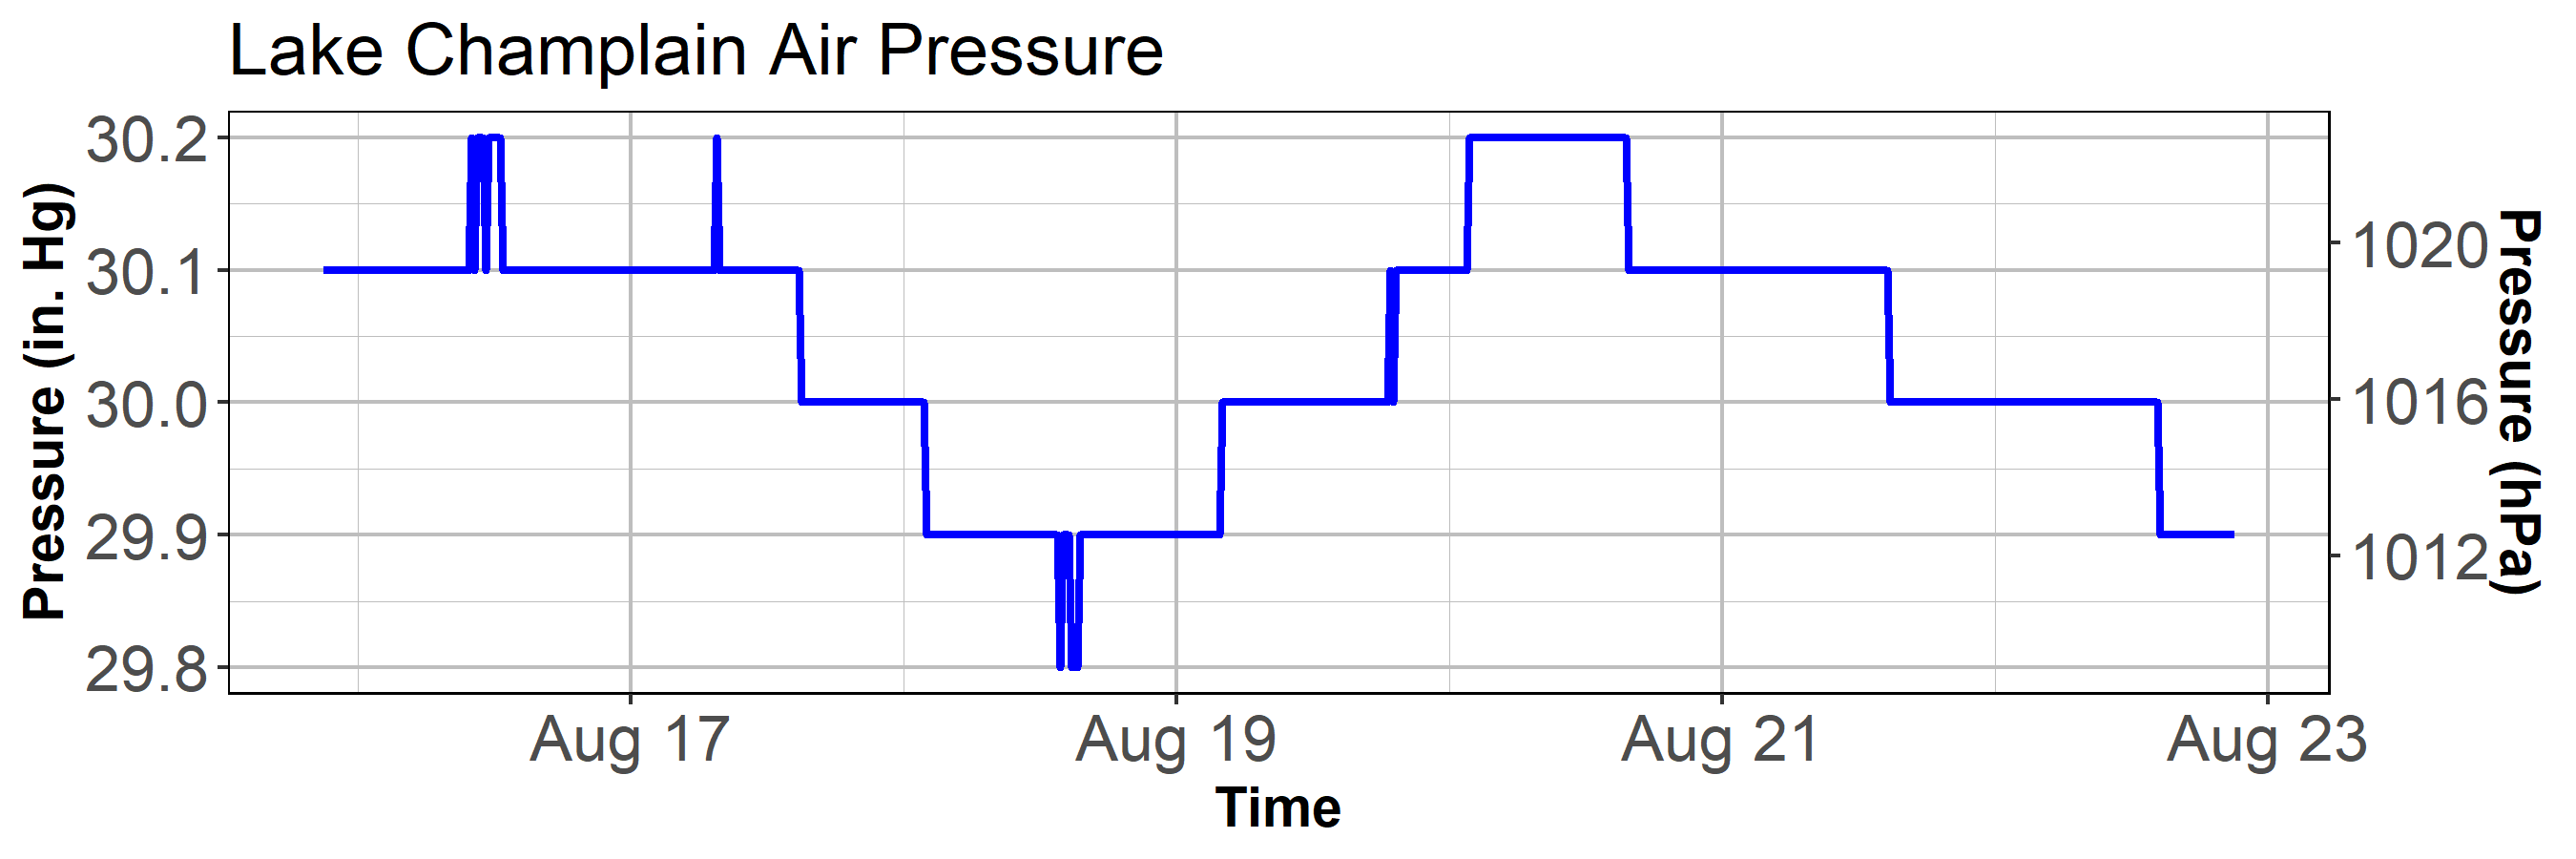 Lake Champlain Air Pressure
Pressure (in. Hg)
30.2
30.1
30.0
29.9
29.8
1020
1016
1012
Pressure (hPa)
Aug 17 Aug 19 Aug 21 Aug 23
Time